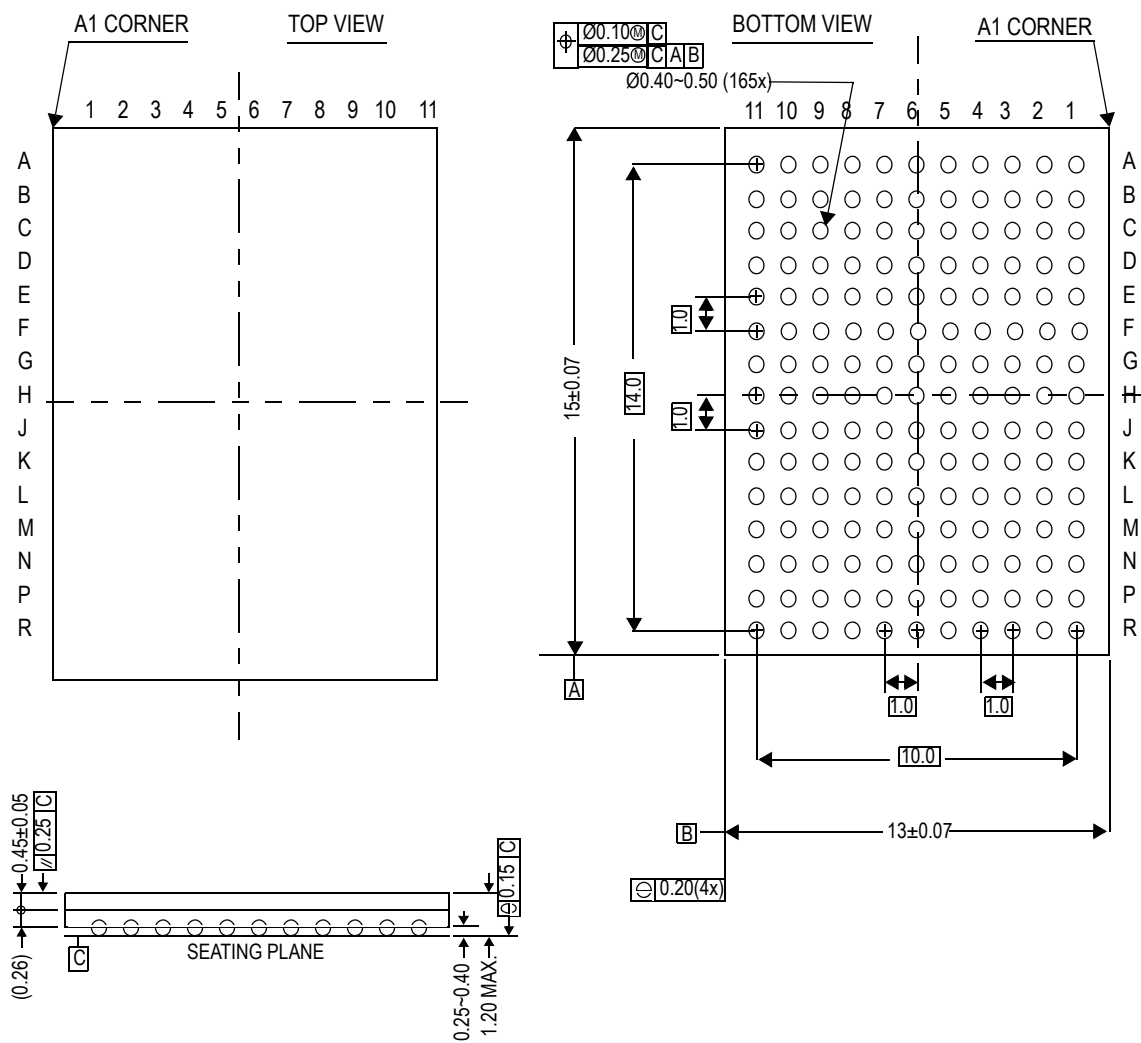 A1 CORNER
TOP VIEW
1 2 3 4 5 6 7 8 9 10 11
A
B
C
D
E
F
G
H
J
K
L
M
N
P
R
Ø0.10Ⓜ C
Ø0.25Ⓜ C A B
Ø0.40~0.50 (165x)
BOTTOM VIEW
A1 CORNER
11 10 9 8 7 6 5 4 3 2 1
A
B
C
D
E
F
G
H
J
K
L
M
N
P
R
1.0
1.0
14.0
15±0.07
A
1.0
1.0
10.0
B
13±0.07
0.20(4x)
0.45±0.05
// 0.25 C
(0.26)
C
SEATING PLANE
0.15 C
0.25~0.40
1.20 MAX.